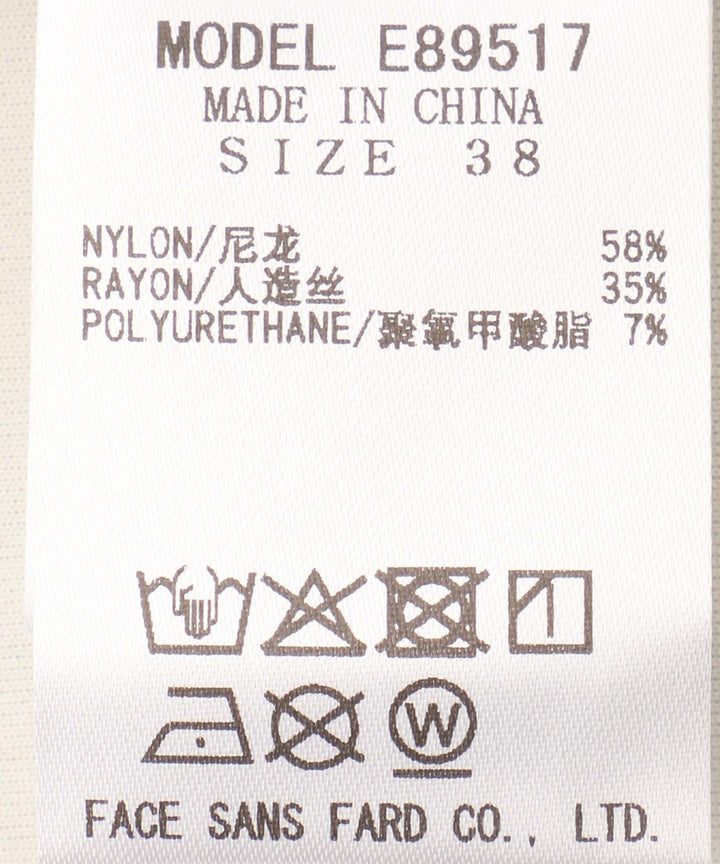 MODEL E89517
MADE IN CHINA
SIZE 38
NYLON/尼龙 58%
RAYON/人造丝 35%
POLYURETHANE/聚氯甲酸脂 7%
W
FACE SANS FARD CO., LTD.